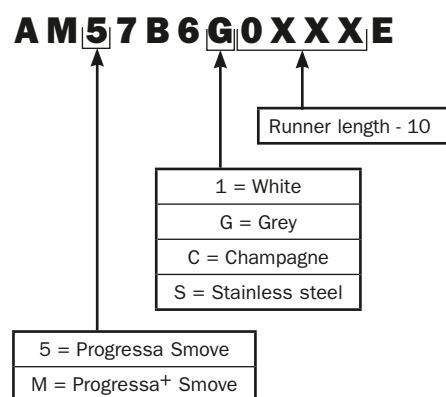 AM57B6G0XXXE
Runner length - 10
1 = White
G = Grey
C = Champagne
S = Stainless steel
5 = Progressa Smove
M = Progressa+ Smove